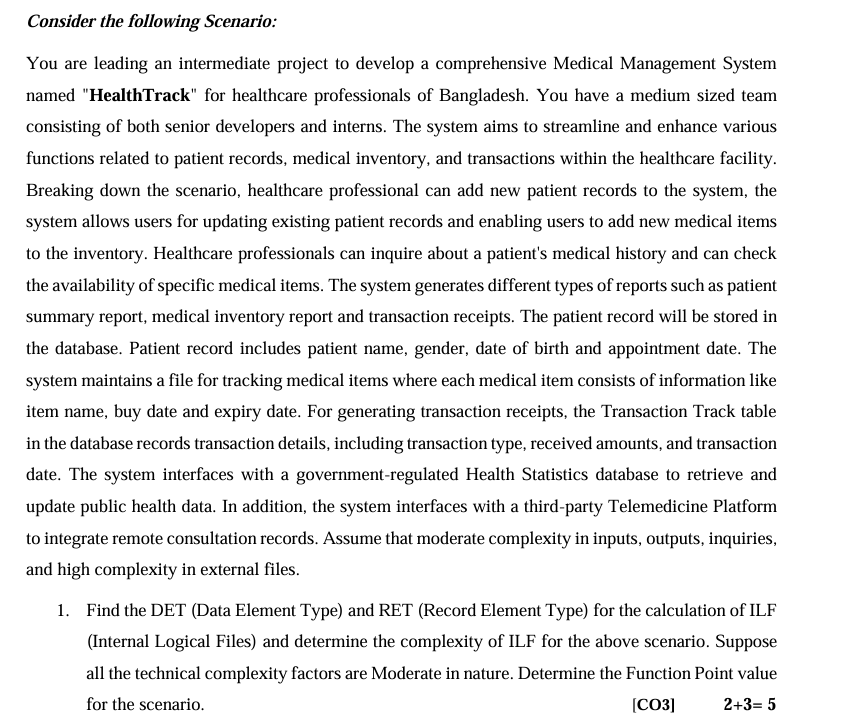 Consider the following Scenario:
You are leading an intermediate project to develop a comprehensive Medical Management System
named "HealthTrack" for healthcare professionals of Bangladesh. You have a medium sized team
consisting of both senior developers and interns. The system aims to streamline and enhance various
functions related to patient records, medical inventory, and transactions within the healthcare facility.
Breaking down the scenario, healthcare professional can add new patient records to the system, the
system allows users for updating existing patient records and enabling users to add new medical items
to the inventory. Healthcare professionals can inquire about a patient's medical history and can check
the availability of specific medical items. The system generates different types of reports such as patient
summary report, medical inventory report and transaction receipts. The patient record will be stored in
the database. Patient record includes patient name, gender, date of birth and appointment date. The
system maintains a file for tracking medical items where each medical item consists of information like
item name, buy date and expiry date. For generating transaction receipts, the Transaction Track table
in the database records transaction details, including transaction type, received amounts, and transaction
date. The system interfaces with a government-regulated Health Statistics database to retrieve and
update public health data. In addition, the system interfaces with a third-party Telemedicine Platform
to integrate remote consultation records. Assume that moderate complexity in inputs, outputs, inquiries,
and high complexity in external files.
1. Find the DET (Data Element Type) and RET (Record Element Type) for the calculation of ILF
(Internal Logical Files) and determine the complexity of ILF for the above scenario. Suppose
all the technical complexity factors are Moderate in nature. Determine the Function Point value
for the scenario. [CO3] 2+3= 5